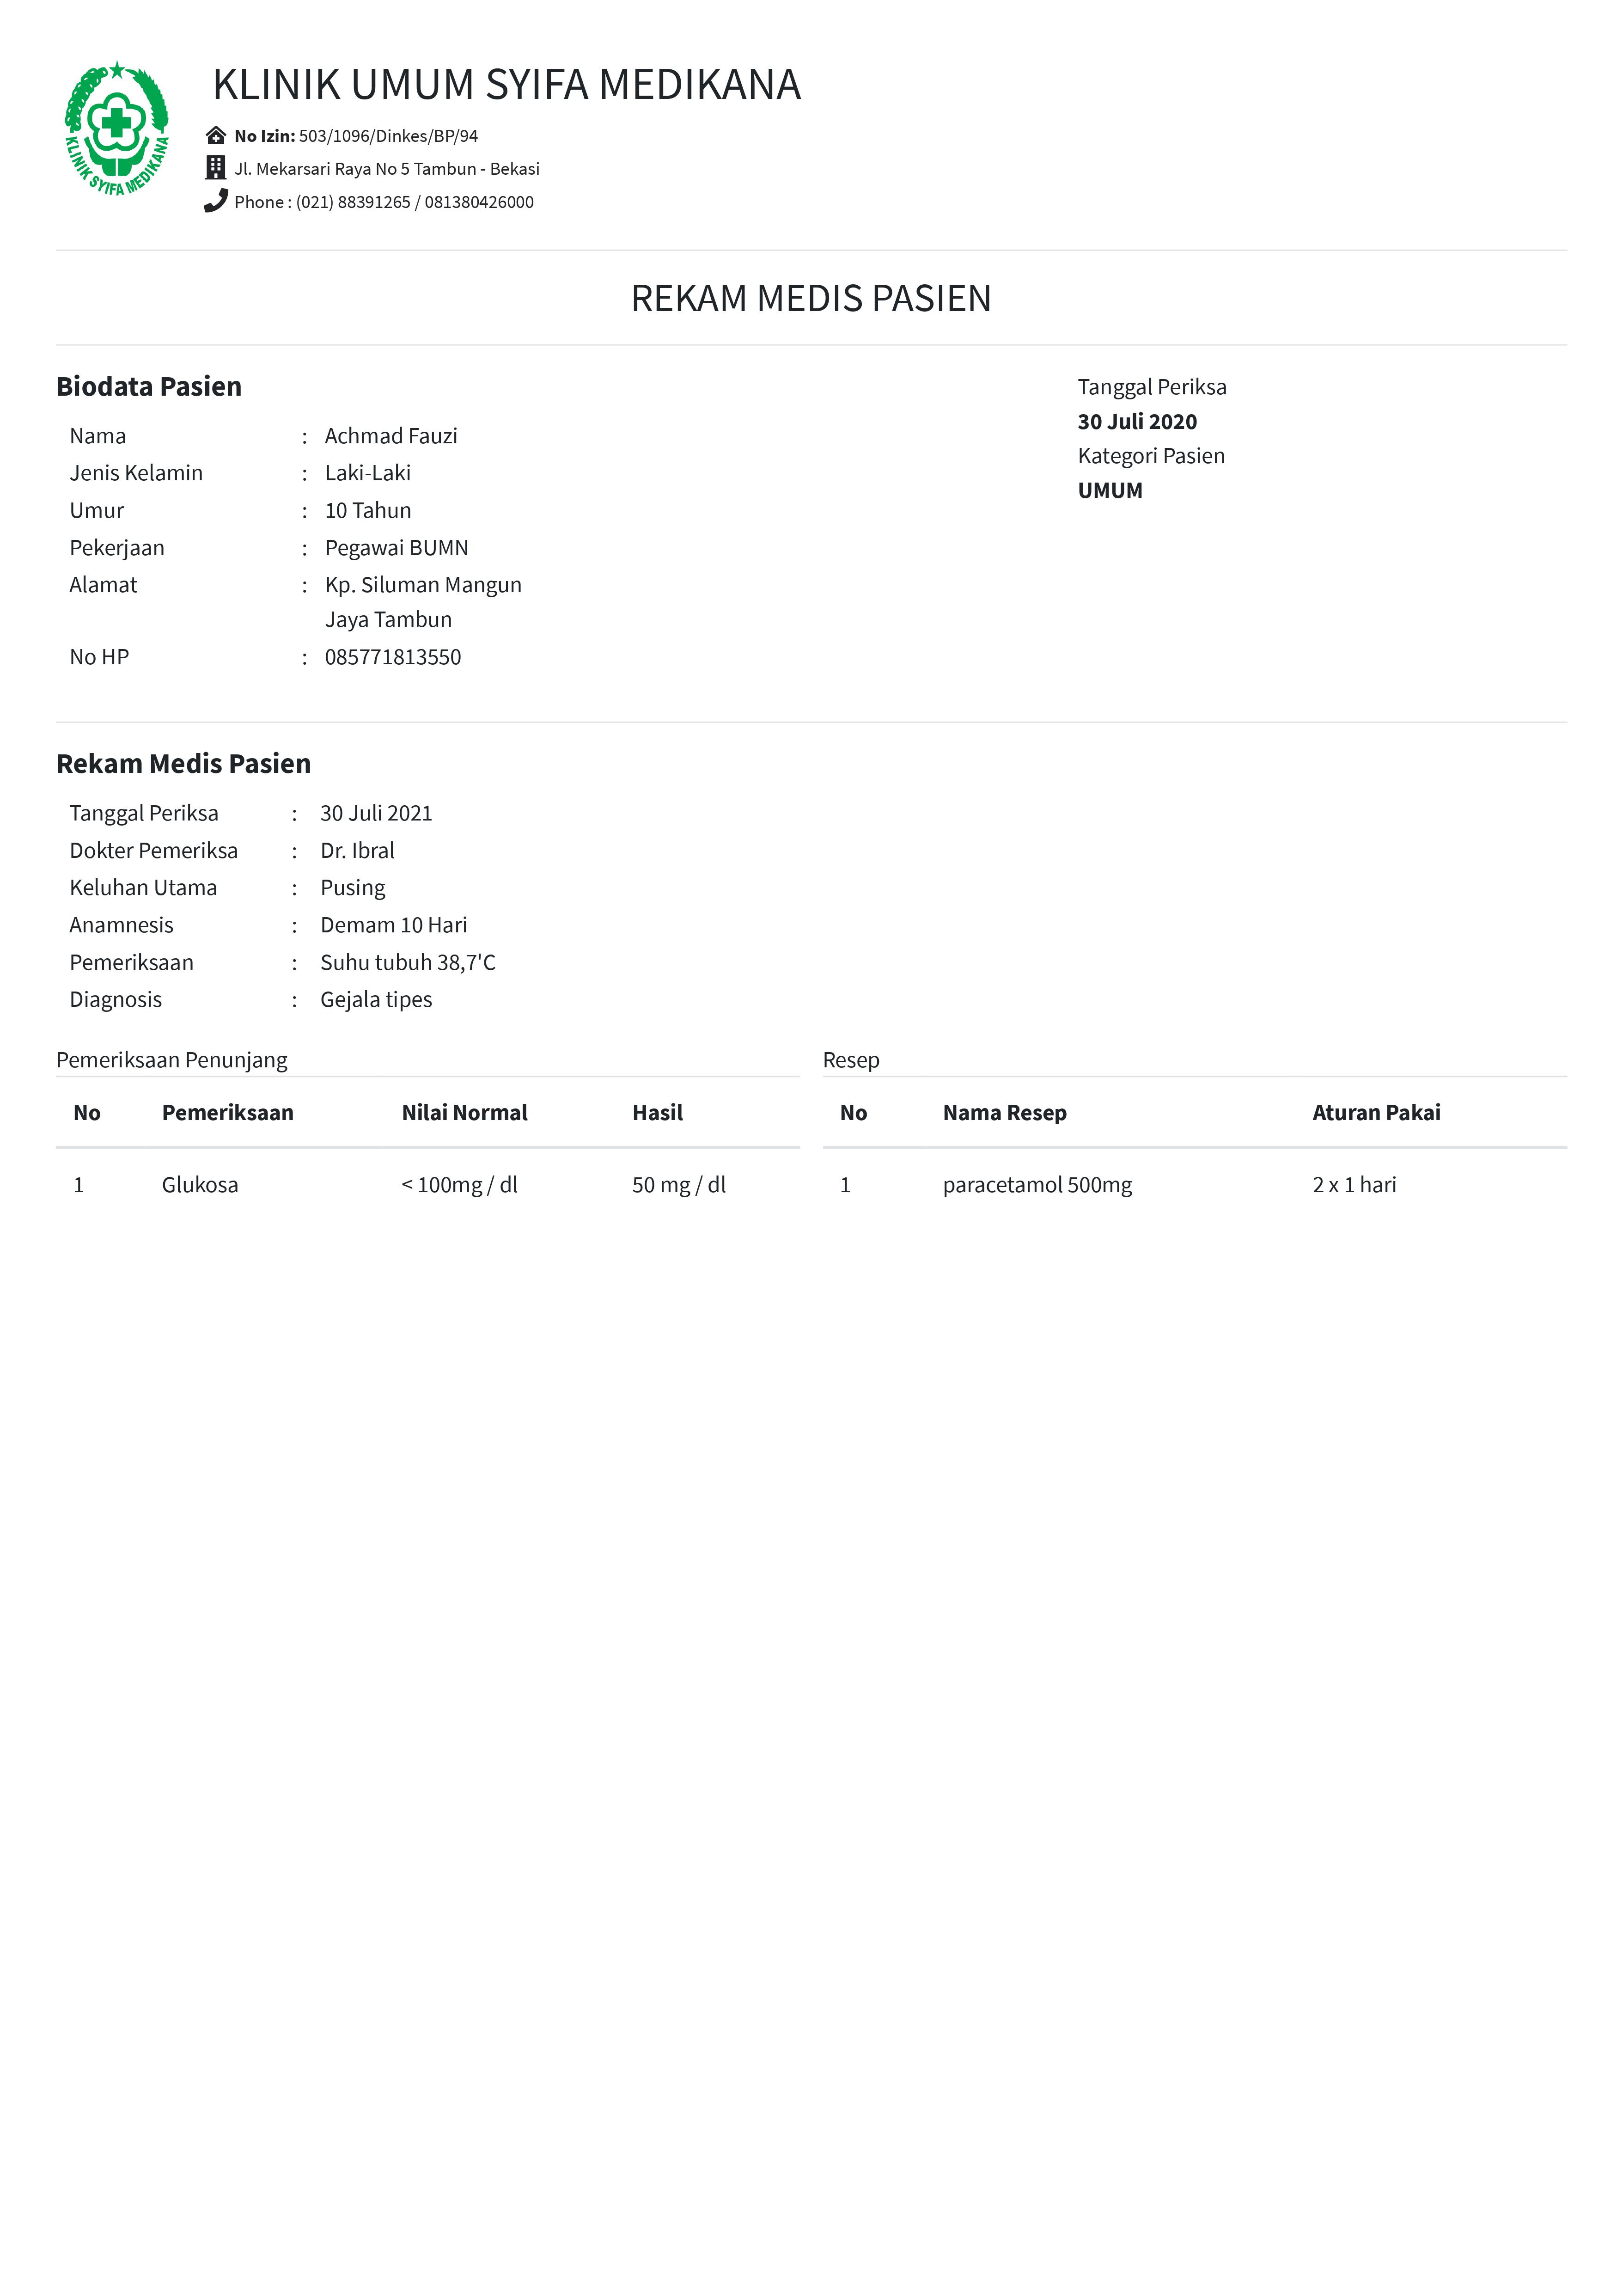 KLINIK SYIFA MEDIKANA
KLINIK UMUM SYIFA MEDIKANA
No Izin: 503/1096/Dinkes/BP/94
Jl. Mekarsari Raya No 5 Tambun - Bekasi
Phone : (021) 88391265 / 081380426000
REKAM MEDIS PASIEN
Biodata Pasien
Nama : Achmad Fauzi
Jenis Kelamin : Laki-Laki
Umur : 10 Tahun
Pekerjaan : Pegawai BUMN
Alamat : Kp. Siluman Mangun
Jaya Tambun
No HP : 085771813550
Tanggal Periksa
30 Juli 2020
Kategori Pasien
UMUM
Rekam Medis Pasien
Tanggal Periksa : 30 Juli 2021
Dokter Pemeriksa : Dr. Ibral
Keluhan Utama : Pusing
Anamnesis : Demam 10 Hari
Pemeriksaan : Suhu tubuh 38,7'C
Diagnosis : Gejala tipes
Pemeriksaan Penunjang
No Pemeriksaan Nilai Normal Hasil
1 Glukosa < 100mg / dl 50 mg / dl
Resep
No Nama Resep Aturan Pakai
1 paracetamol 500mg 2 x 1 hari